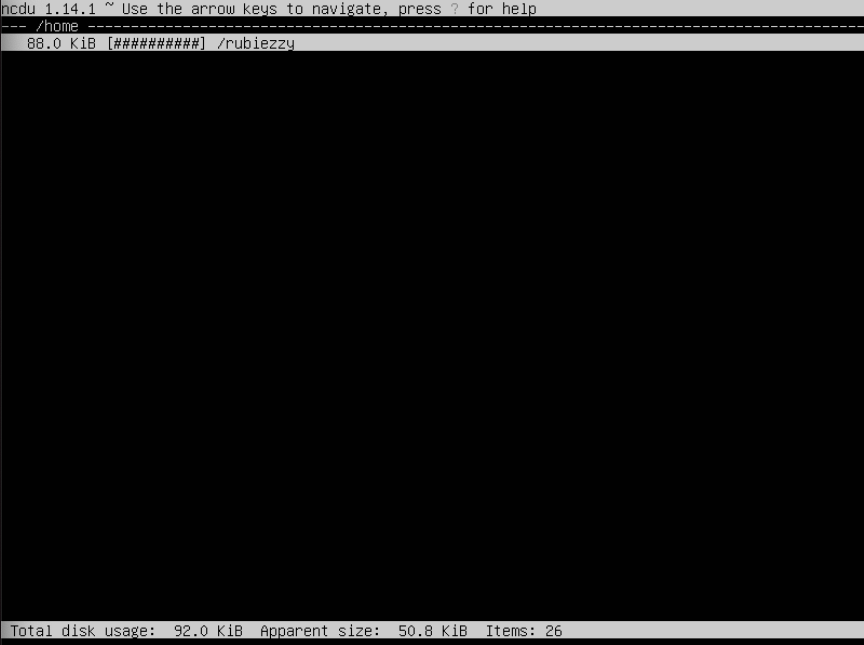 ncdu 1.14.1 ~ Use the arrow keys to navigate, press ? for help
--- /home ----------------------------------------------------------------------------------------
88.0 KiB [##########] /rubiezzy
Total disk usage: 92.0 KiB Apparent size: 50.8 KiB Items: 26